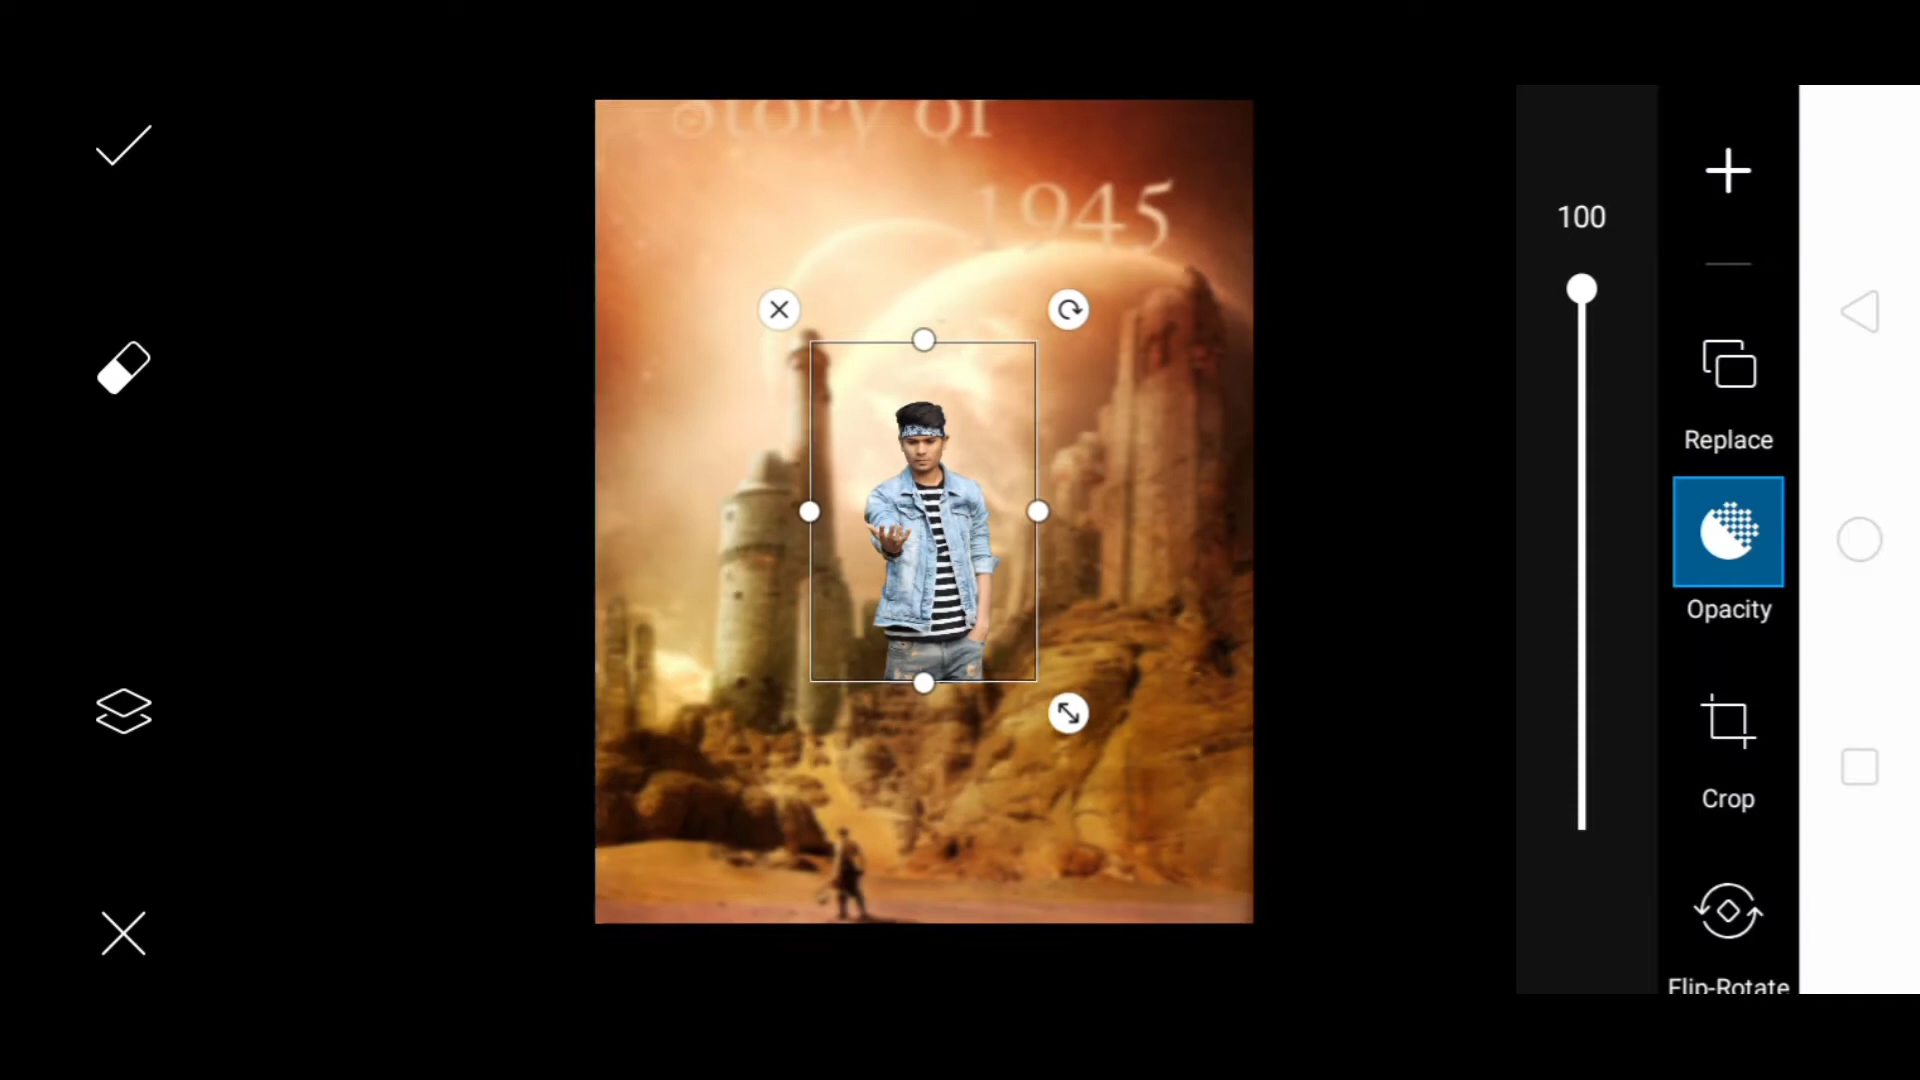 Story of
1945
100
Replace
Opacity
Crop
Flip-Rotate